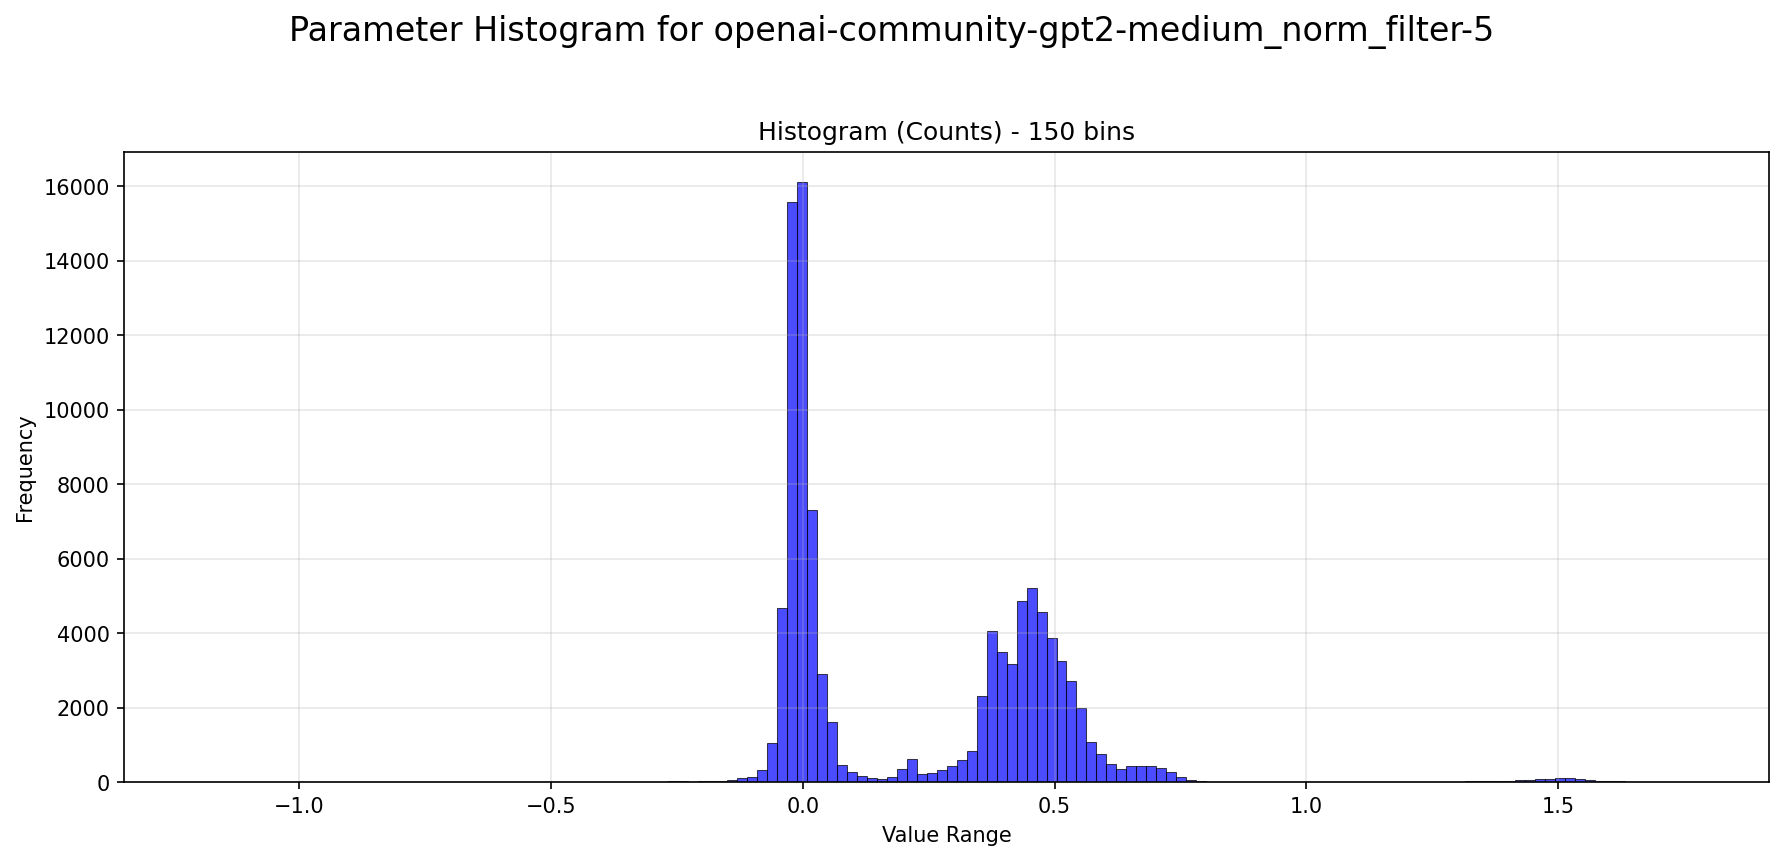 Parameter Histogram for openai-community-gpt2-medium_norm_filter-5
Histogram (Counts) - 150 bins
16000
14000
12000
10000
8000
6000
4000
2000
0
Frequency
−1.0 −0.5 0.0 0.5 1.0 1.5
Value Range